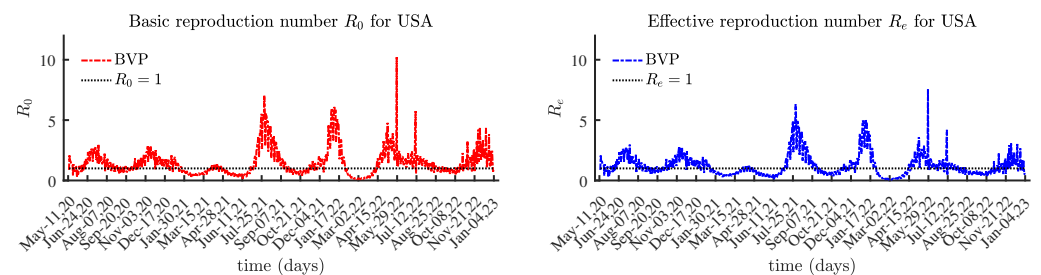 Basic reproduction number R₀ for USA
10
5
0
R₀
BVP
R₀ = 1
May-11,20
Jun-24,20
Aug-07,20
Sep-20,20
Nov-03,20
Dec-17,20
Jan-30,21
Mar-15,21
Apr-28,21
Jun-11,21
Jul-25,21
Sep-07,21
Oct-21,21
Dec-04,21
Jan-17,22
Mar-02,22
Apr-15,22
May-29,22
Jul-12,22
Aug-25,22
Oct-08,22
Nov-21,22
Jan-04,23
time (days)
Effective reproduction number Rₑ for USA
10
5
0
Rₑ
BVP
Rₑ = 1
May-11,20
Jun-24,20
Aug-07,20
Sep-20,20
Nov-03,20
Dec-17,20
Jan-30,21
Mar-15,21
Apr-28,21
Jun-11,21
Jul-25,21
Sep-07,21
Oct-21,21
Dec-04,21
Jan-17,22
Mar-02,22
Apr-15,22
May-29,22
Jul-12,22
Aug-25,22
Oct-08,22
Nov-21,22
Jan-04,23
time (days)